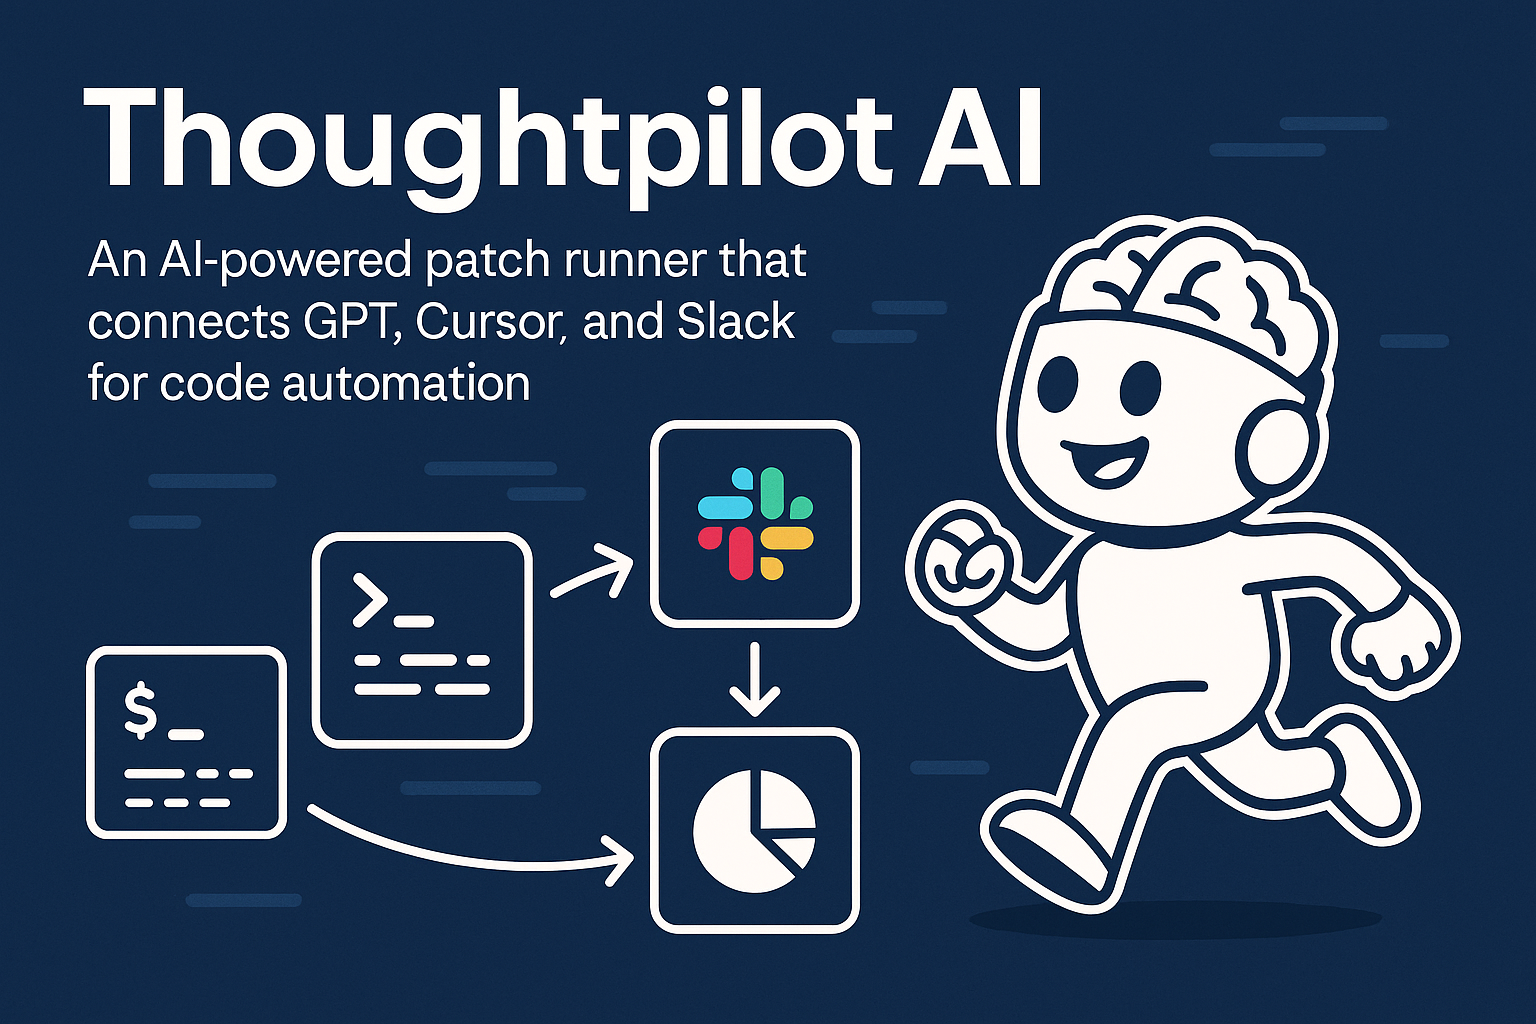 Thoughtpilot AI
An AI-powered patch runner that
connects GPT, Cursor, and Slack
for code automation
>_
$_